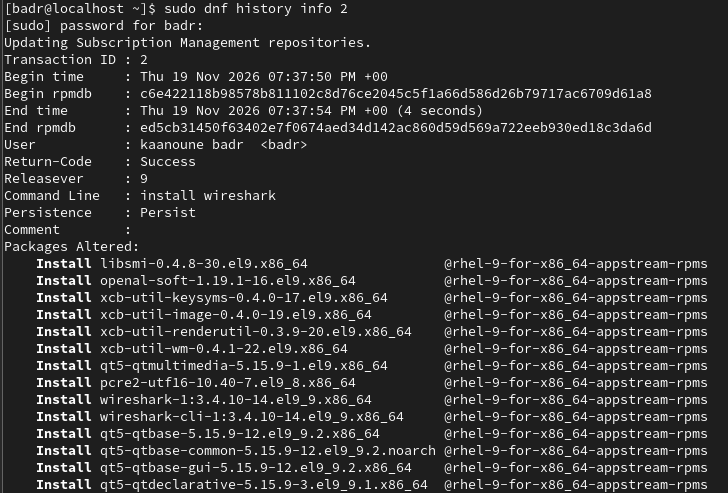 [badr@localhost ~]$ sudo dnf history info 2
[sudo] password for badr:
Updating Subscription Management repositories.
Transaction ID : 2
Begin time     : Thu 19 Nov 2026 07:37:50 PM +00
Begin rpmdb    : c6e422118b98578b811102c8d76ce2045c5f1a66d586d26b79717ac6709d61a8
End time       : Thu 19 Nov 2026 07:37:54 PM +00 (4 seconds)
End rpmdb      : ed5cb31450f63402e7f0674aed34d142ac860d59d569a722eeb930ed18c3da6d
User           : kaanoune badr  <badr>
Return-Code    : Success
Releasever     : 9
Command Line   : install wireshark
Persistence    : Persist
Comment        :
Packages Altered:
    Install libsmi-0.4.8-30.el9.x86_64                 @rhel-9-for-x86_64-appstream-rpms
    Install openal-soft-1.19.1-16.el9.x86_64           @rhel-9-for-x86_64-appstream-rpms
    Install xcb-util-keysyms-0.4.0-17.el9.x86_64       @rhel-9-for-x86_64-appstream-rpms
    Install xcb-util-image-0.4.0-19.el9.x86_64         @rhel-9-for-x86_64-appstream-rpms
    Install xcb-util-renderutil-0.3.9-20.el9.x86_64    @rhel-9-for-x86_64-appstream-rpms
    Install xcb-util-wm-0.4.1-22.el9.x86_64            @rhel-9-for-x86_64-appstream-rpms
    Install qt5-qtmultimedia-5.15.9-1.el9.x86_64       @rhel-9-for-x86_64-appstream-rpms
    Install pcre2-utf16-10.40-7.el9_8.x86_64           @rhel-9-for-x86_64-appstream-rpms
    Install wireshark-1:3.4.10-14.el9_9.x86_64         @rhel-9-for-x86_64-appstream-rpms
    Install wireshark-cli-1:3.4.10-14.el9_9.x86_64     @rhel-9-for-x86_64-appstream-rpms
    Install qt5-qtbase-5.15.9-12.el9_9.2.x86_64        @rhel-9-for-x86_64-appstream-rpms
    Install qt5-qtbase-common-5.15.9-12.el9_9.2.noarch @rhel-9-for-x86_64-appstream-rpms
    Install qt5-qtbase-gui-5.15.9-12.el9_9.2.x86_64    @rhel-9-for-x86_64-appstream-rpms
    Install qt5-qtdeclarative-5.15.9-3.el9_9.1.x86_64  @rhel-9-for-x86_64-appstream-rpms